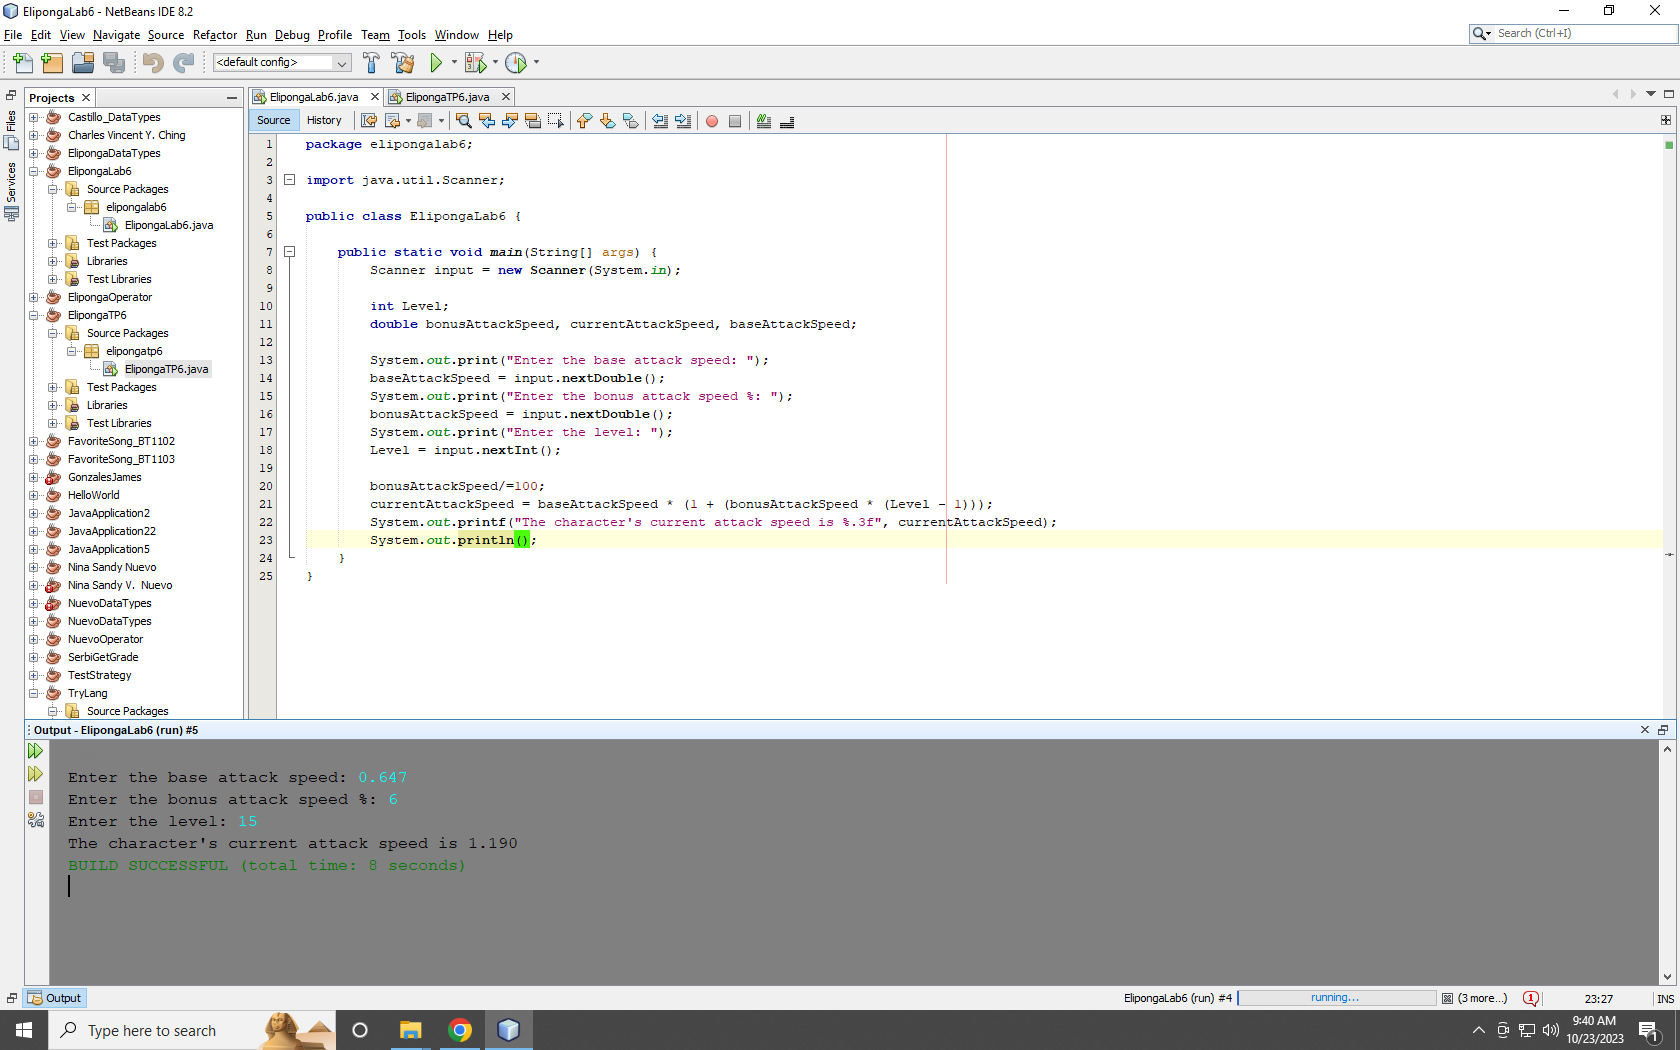 ElipongaLab6 - NetBeans IDE 8.2
File Edit View Navigate Source Refactor Run Debug Profile Team Tools Window Help
Search (Ctrl+I)
<default config>
Projects
Files
Services
Castillo_DataTypes
Charles Vincent Y. Ching
ElipongaDataTypes
ElipongaLab6
Source Packages
elipongalab6
ElipongaLab6.java
Test Packages
Libraries
Test Libraries
ElipongaOperator
ElipongaTP6
Source Packages
elipongatp6
ElipongaTP6.java
Test Packages
Libraries
Test Libraries
FavoriteSong_BT1102
FavoriteSong_BT1103
GonzalesJames
HelloWorld
JavaApplication2
JavaApplication22
JavaApplication5
Nina Sandy Nuevo
Nina Sandy V. Nuevo
NuevoDataTypes
NuevoDataTypes
NuevoOperator
SerbiGetGrade
TestStrategy
TryLang
Source Packages
ElipongaLab6.java ElipongaTP6.java
Source History
1 package elipongalab6;
2
3 import java.util.Scanner;
4
5 public class ElipongaLab6 {
6
7 public static void main(String[] args) {
8 Scanner input = new Scanner(System.in);
9
10 int Level;
11 double bonusAttackSpeed, currentAttackSpeed, baseAttackSpeed;
12
13 System.out.print("Enter the base attack speed: ");
14 baseAttackSpeed = input.nextDouble();
15 System.out.print("Enter the bonus attack speed %: ");
16 bonusAttackSpeed = input.nextDouble();
17 System.out.print("Enter the level: ");
18 Level = input.nextInt();
19
20 bonusAttackSpeed/=100;
21 currentAttackSpeed = baseAttackSpeed * (1 + (bonusAttackSpeed * (Level - 1)));
22 System.out.printf("The character's current attack speed is %.3f", currentAttackSpeed);
23 System.out.println();
24 }
25 }
Output - ElipongaLab6 (run) #5
Enter the base attack speed: 0.647
Enter the bonus attack speed %: 6
Enter the level: 15
The character's current attack speed is 1.190
BUILD SUCCESSFUL (total time: 8 seconds)
Output
ElipongaLab6 (run) #4 running... (3 more...) 1 23:27 INS
Type here to search
9:40 AM
10/23/2023
1